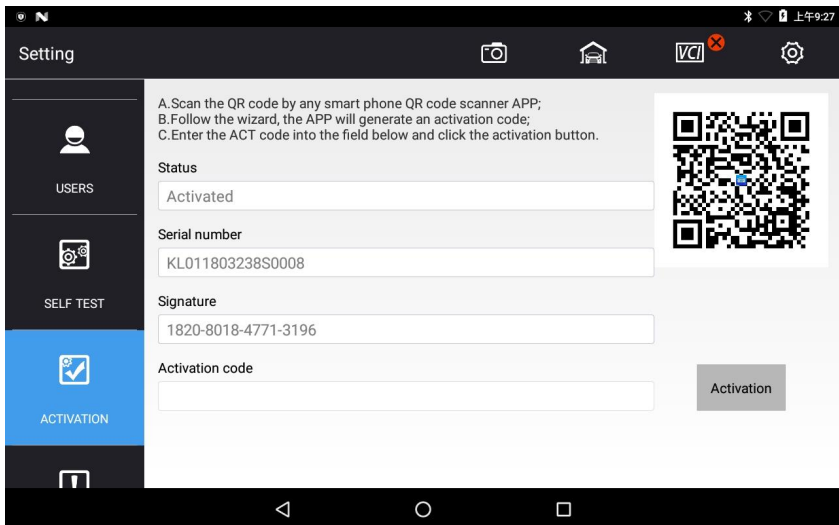 上午9:27
Setting
VCI
A.Scan the QR code by any smart phone QR code scanner APP;
B.Follow the wizard, the APP will generate an activation code;
C.Enter the ACT code into the field below and click the activation button.
USERS
Status
Activated
Serial number
KL011803238S0008
SELF TEST
Signature
1820-8018-4771-3196
Activation code
Activation
ACTIVATION